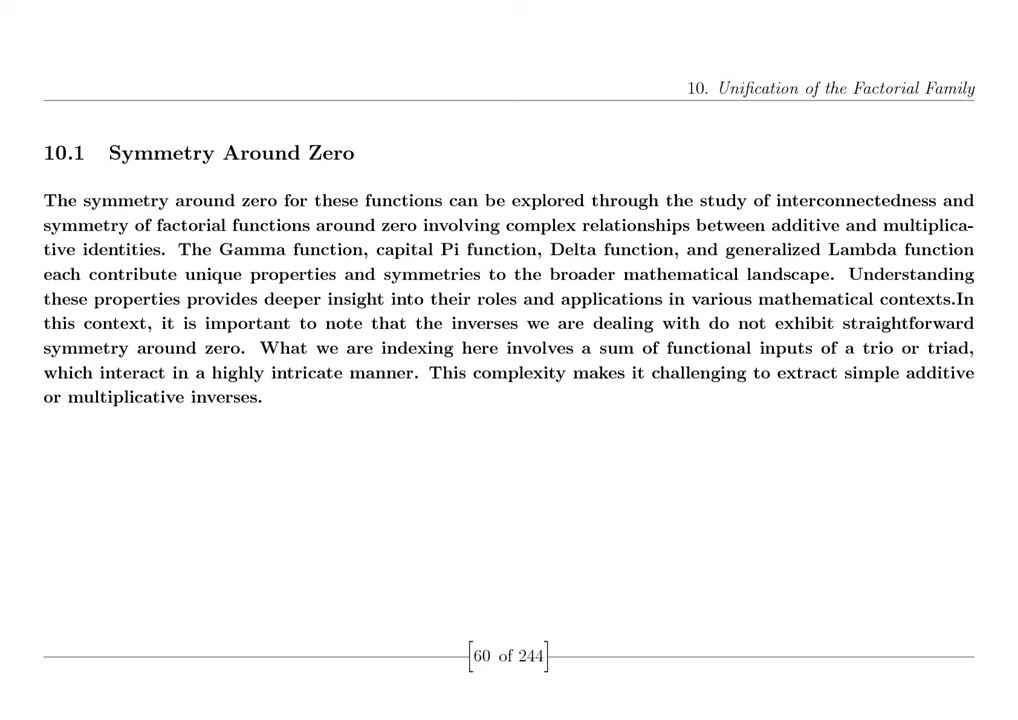 10. Unification of the Factorial Family
10.1 Symmetry Around Zero
The symmetry around zero for these functions can be explored through the study of interconnectedness and
symmetry of factorial functions around zero involving complex relationships between additive and multiplica-
tive identities. The Gamma function, capital Pi function, Delta function, and generalized Lambda function
each contribute unique properties and symmetries to the broader mathematical landscape. Understanding
these properties provides deeper insight into their roles and applications in various mathematical contexts.In
this context, it is important to note that the inverses we are dealing with do not exhibit straightforward
symmetry around zero. What we are indexing here involves a sum of functional inputs of a trio or triad,
which interact in a highly intricate manner. This complexity makes it challenging to extract simple additive
or multiplicative inverses.
[60 of 244]